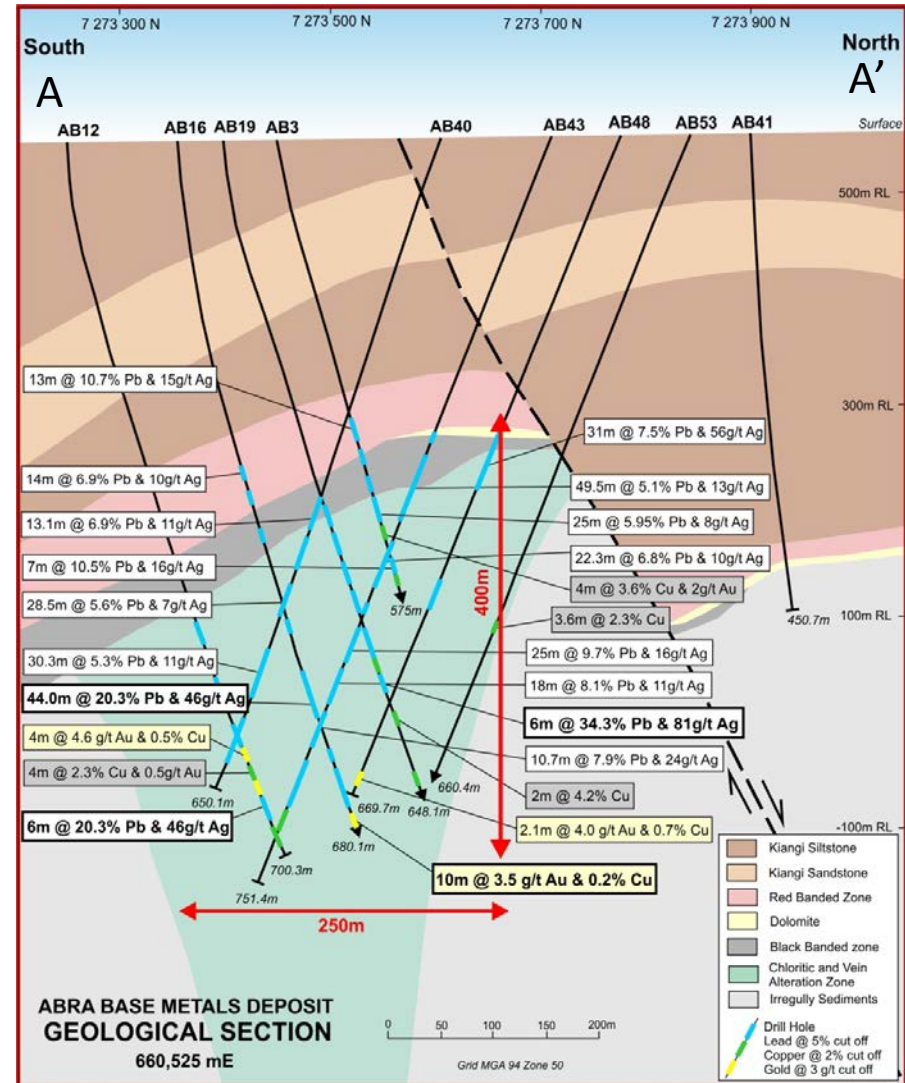 7 273 300 N
7 273 500 N
7 273 700 N
7 273 900 N
South
North
A
A'
AB12
AB16
AB19
AB3
AB40
AB43
AB48
AB53
AB41
Surface
500m RL
300m RL
100m RL
-100m RL
13m @ 10.7% Pb & 15g/t Ag
14m @ 6.9% Pb & 10g/t Ag
13.1m @ 6.9% Pb & 11g/t Ag
7m @ 10.5% Pb & 16g/t Ag
28.5m @ 5.6% Pb & 7g/t Ag
30.3m @ 5.3% Pb & 11g/t Ag
44.0m @ 20.3% Pb & 46g/t Ag
4m @ 4.6 g/t Au & 0.5% Cu
4m @ 2.3% Cu & 0.5g/t Au
6m @ 20.3% Pb & 46g/t Ag
31m @ 7.5% Pb & 56g/t Ag
49.5m @ 5.1% Pb & 13g/t Ag
25m @ 5.95% Pb & 8g/t Ag
22.3m @ 6.8% Pb & 10g/t Ag
4m @ 3.6% Cu & 2g/t Au
3.6m @ 2.3% Cu
25m @ 9.7% Pb & 16g/t Ag
18m @ 8.1% Pb & 11g/t Ag
6m @ 34.3% Pb & 81g/t Ag
10.7m @ 7.9% Pb & 24g/t Ag
2m @ 4.2% Cu
2.1m @ 4.0 g/t Au & 0.7% Cu
10m @ 3.5 g/t Au & 0.2% Cu
575m
450.7m
400m
650.1m
669.7m
660.4m
648.1m
680.1m
700.3m
751.4m
250m
ABRA BASE METALS DEPOSIT
GEOLOGICAL SECTION
660,525 mE
0 50 100 200m
Grid MGA 94 Zone 50
Kiangi Siltstone
Kiangi Sandstone
Red Banded Zone
Dolomite
Black Banded zone
Chloritic and Vein
Alteration Zone
Irregully Sediments
Drill Hole
Lead @ 5% cut off
Copper @ 2% cut off
Gold @ 3 g/t cut off